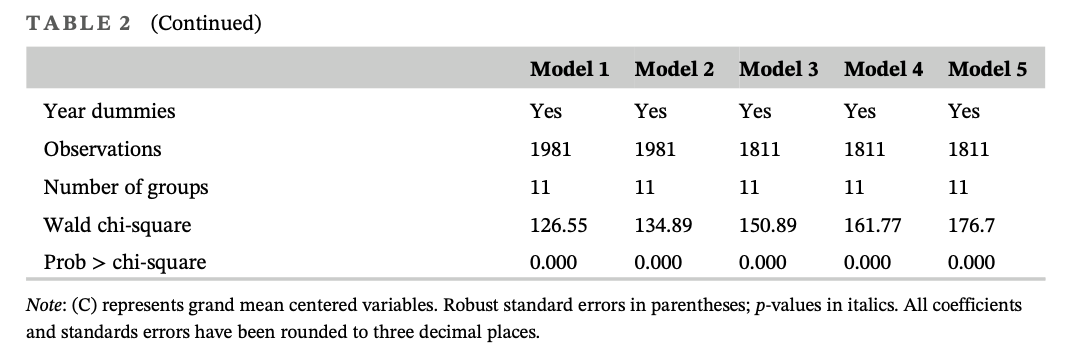 TABLE 2 (Continued)
Model 1 Model 2 Model 3 Model 4 Model 5
Year dummies Yes Yes Yes Yes Yes
Observations 1981 1981 1811 1811 1811
Number of groups 11 11 11 11 11
Wald chi-square 126.55 134.89 150.89 161.77 176.7
Prob > chi-square 0.000 0.000 0.000 0.000 0.000
Note: (C) represents grand mean centered variables. Robust standard errors in parentheses; p-values in italics. All coefficients
and standards errors have been rounded to three decimal places.